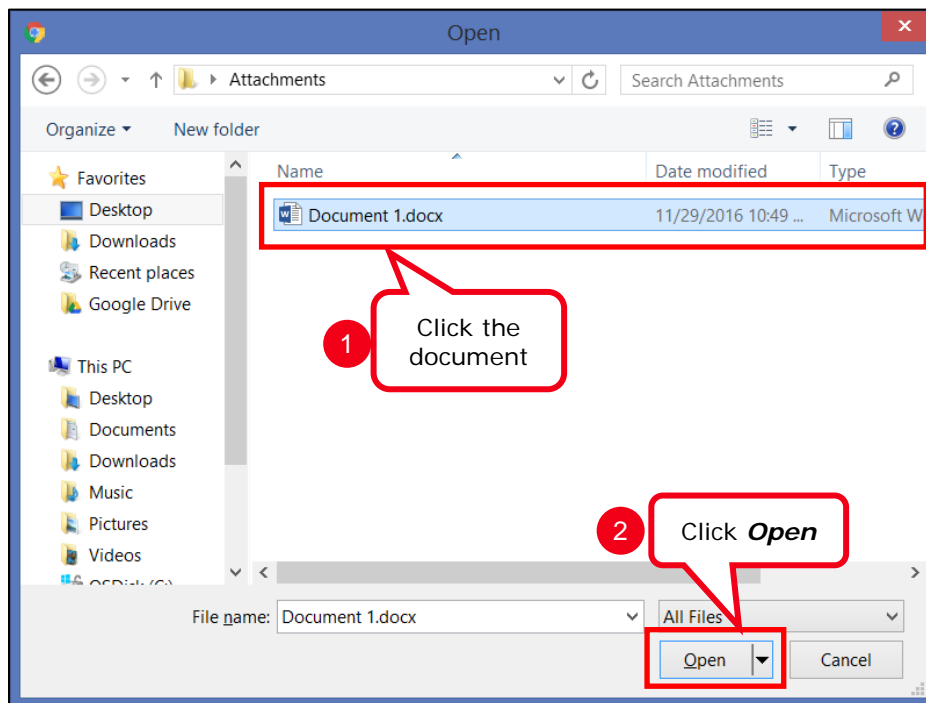 Open
Attachments
Search Attachments
Organize
New folder
Name
Date modified
Type
Favorites
Desktop
Downloads
Recent places
Google Drive
This PC
Desktop
Documents
Downloads
Music
Pictures
Videos
OSDisk (C:)
Document 1.docx
11/29/2016 10:49 ...
Microsoft W
1
Click the
document
2
Click Open
File name:
Document 1.docx
All Files
Open
Cancel